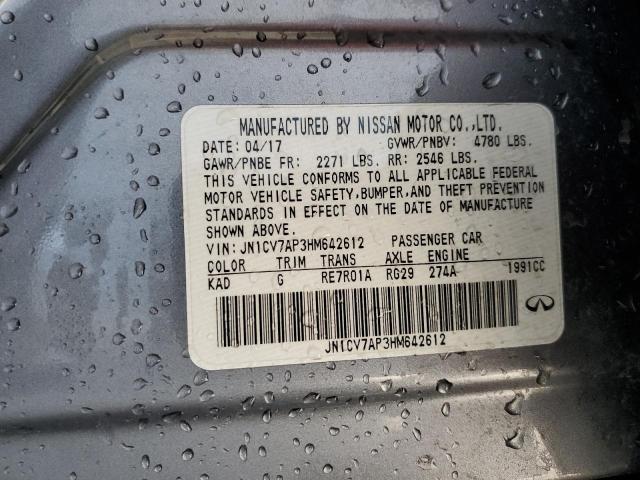 MANUFACTURED BY NISSAN MOTOR CO.,LTD.
DATE: 04/17 GVWR/PNBV: 4780 LBS.
GAWR/PNBE FR: 2271 LBS. RR: 2546 LBS.
THIS VEHICLE CONFORMS TO ALL APPLICABLE FEDERAL
MOTOR VEHICLE SAFETY, BUMPER, AND THEFT PREVENTION
STANDARDS IN EFFECT ON THE DATE OF MANUFACTURE
SHOWN ABOVE.
VIN: JN1CV7AP3HM642612 PASSENGER CAR
COLOR TRIM TRANS AXLE ENGINE
KAD G RE7R01A RG29 274A 1991CC
JN1CV7AP3HM642612